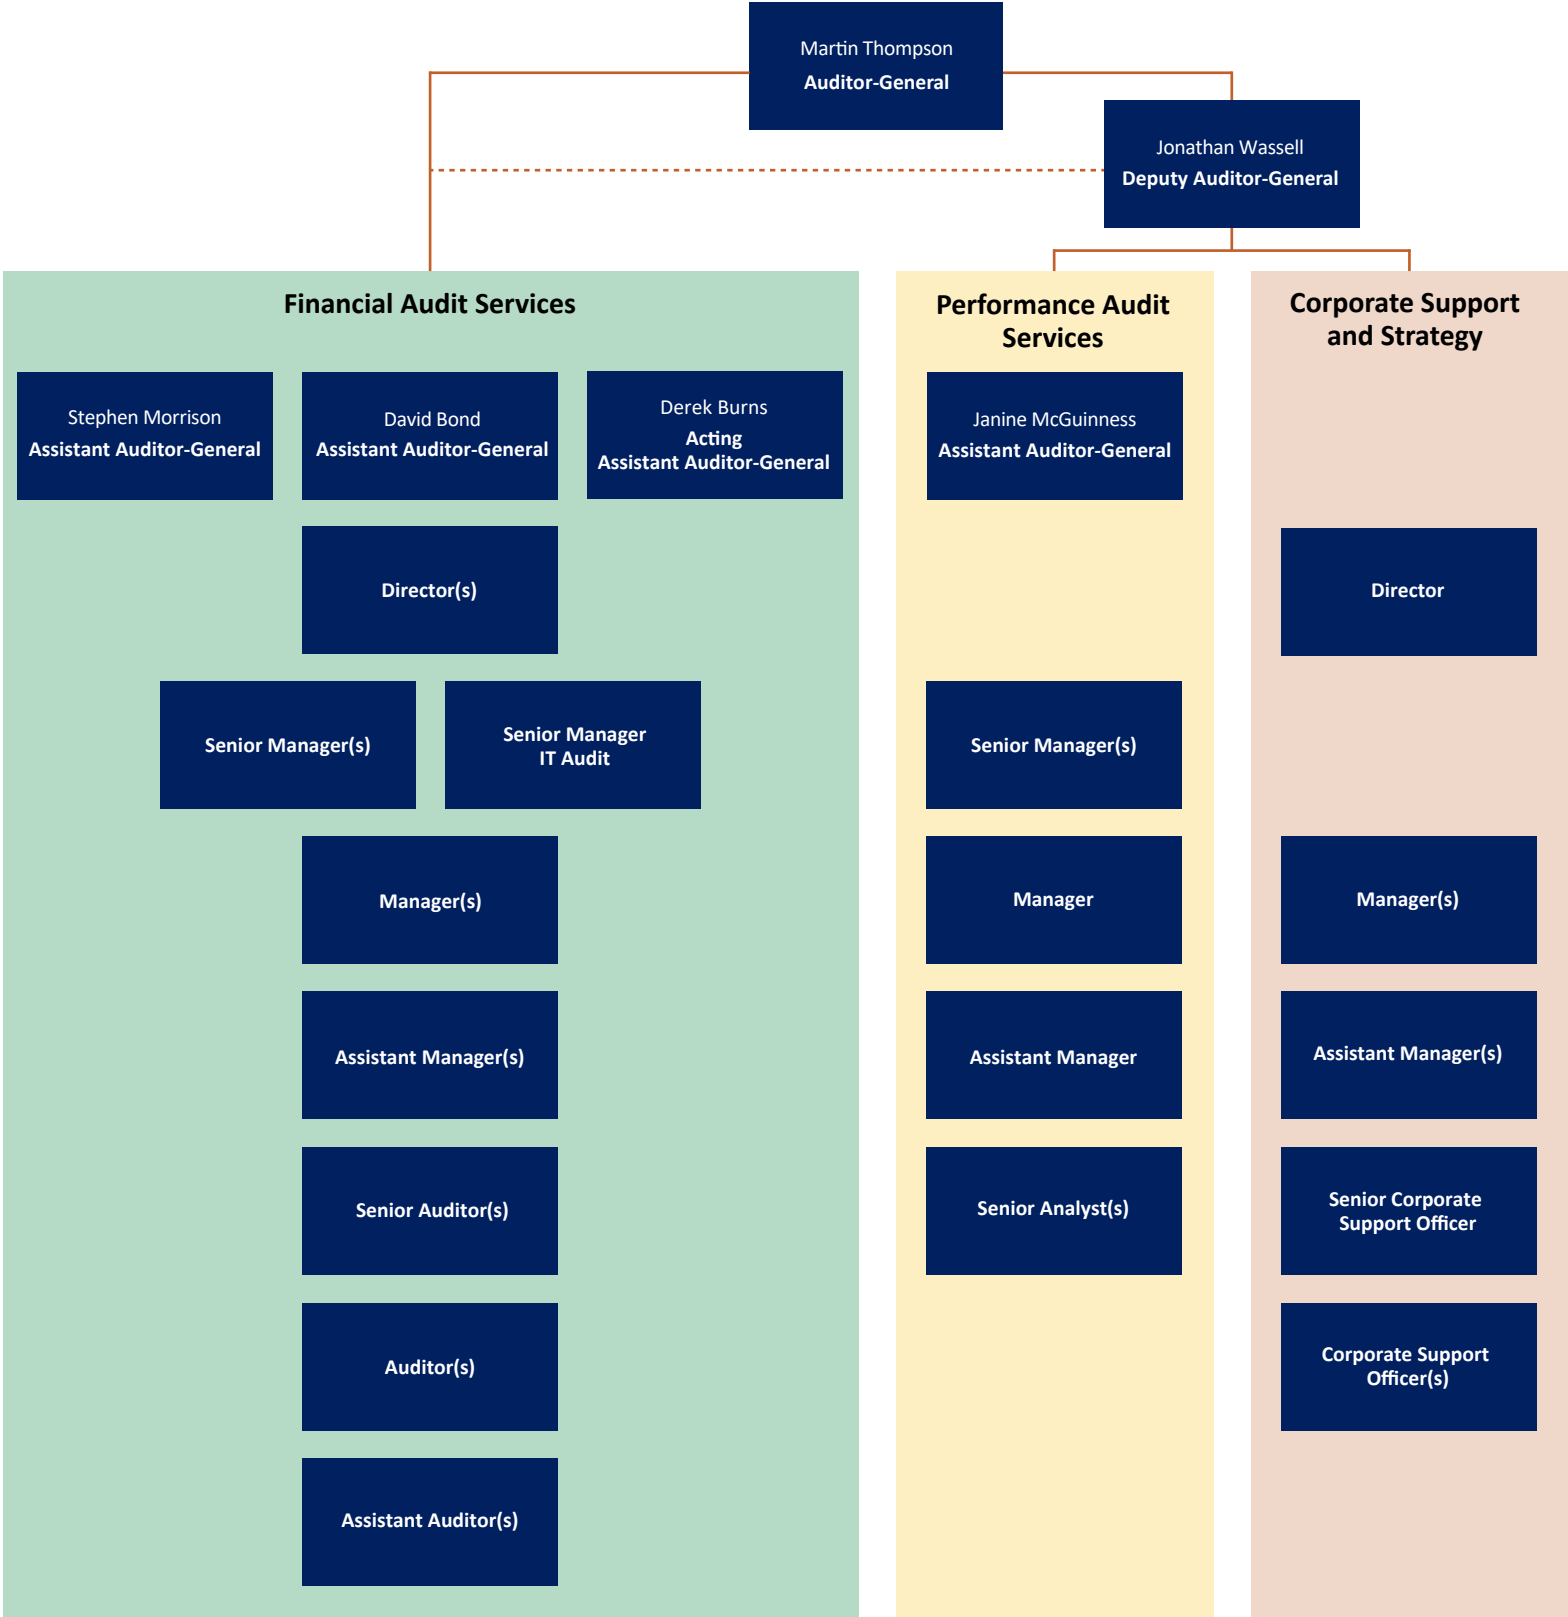 Martin Thompson
Auditor-General
Jonathan Wassell
Deputy Auditor-General
Financial Audit Services
Stephen Morrison
Assistant Auditor-General
David Bond
Assistant Auditor-General
Derek Burns
Acting
Assistant Auditor-General
Director(s)
Senior Manager(s)
Senior Manager
IT Audit
Manager(s)
Assistant Manager(s)
Senior Auditor(s)
Auditor(s)
Assistant Auditor(s)
Performance Audit
Services
Janine McGuinness
Assistant Auditor-General
Senior Manager(s)
Manager
Assistant Manager
Senior Analyst(s)
Corporate Support
and Strategy
Director
Manager(s)
Assistant Manager(s)
Senior Corporate
Support Officer
Corporate Support
Officer(s)